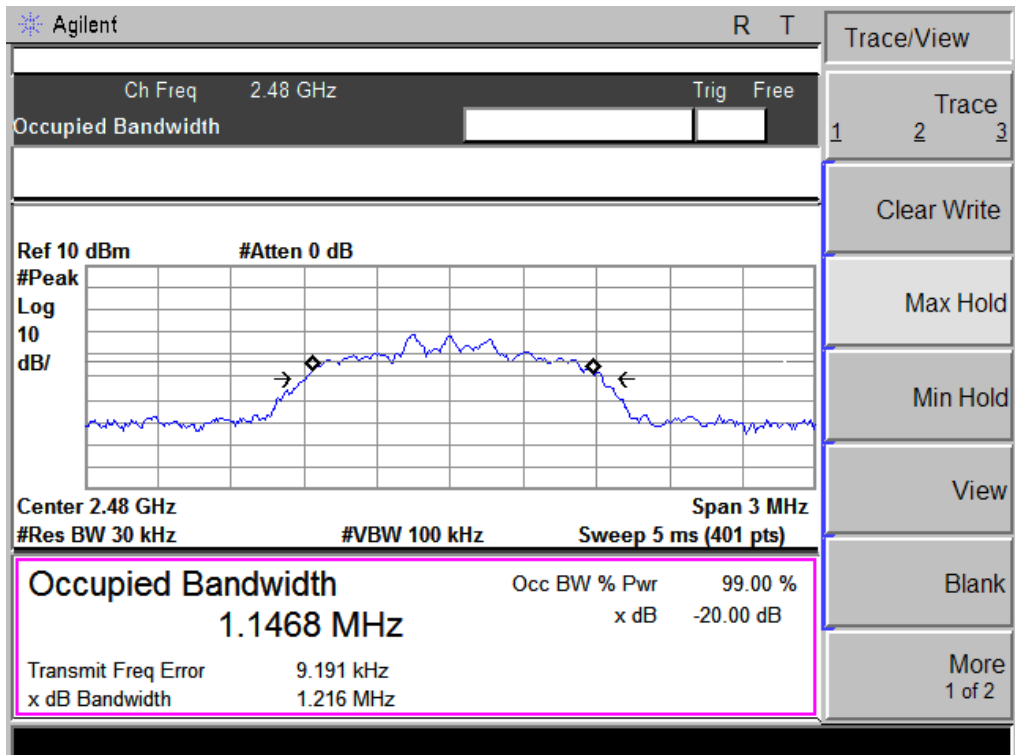 Agilent R T
Trace/View
Ch Freq 2.48 GHz Trig Free
Occupied Bandwidth
Trace
1 2 3
Clear Write
Ref 10 dBm #Atten 0 dB
#Peak
Log
10
dB/
Max Hold
Min Hold
View
Center 2.48 GHz Span 3 MHz
#Res BW 30 kHz #VBW 100 kHz Sweep 5 ms (401 pts)
Occupied Bandwidth Occ BW % Pwr 99.00 %
1.1468 MHz x dB -20.00 dB
Transmit Freq Error 9.191 kHz
x dB Bandwidth 1.216 MHz
Blank
More
1 of 2